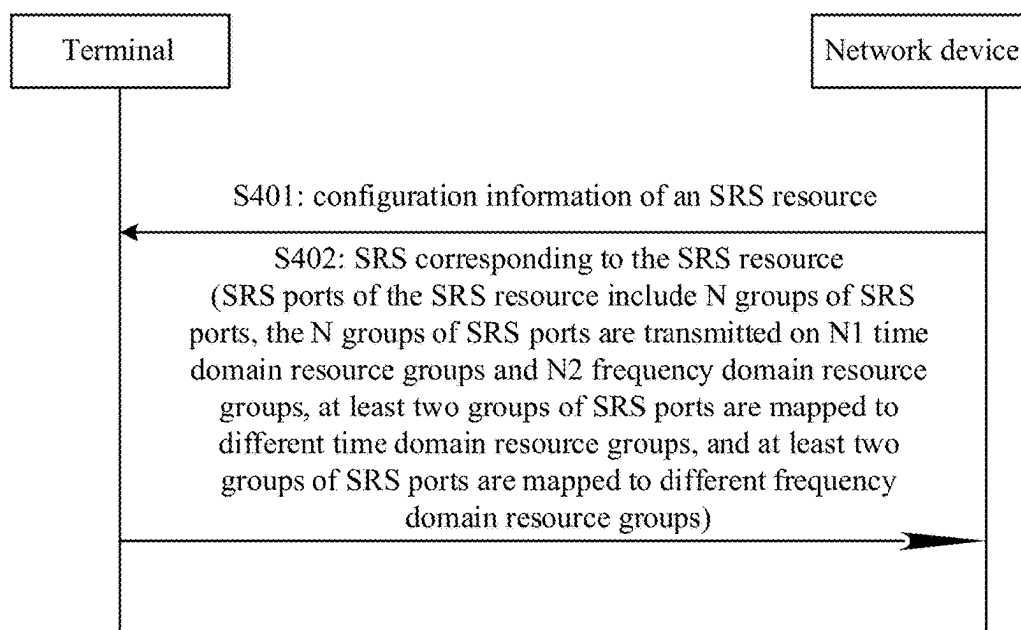 Terminal
Network device
S401: configuration information of an SRS resource
S402: SRS corresponding to the SRS resource
(SRS ports of the SRS resource include N groups of SRS
ports, the N groups of SRS ports are transmitted on N1 time
domain resource groups and N2 frequency domain resource
groups, at least two groups of SRS ports are mapped to
different time domain resource groups, and at least two
groups of SRS ports are mapped to different frequency
domain resource groups)